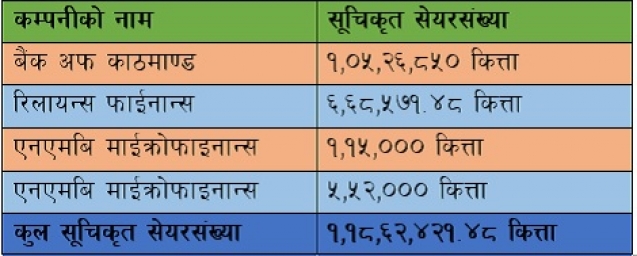 कम्पनीको नाम सूचिकृत सेयरसंख्या
बैंक अफ काठमाण्ड १,०५,२६,८५० कित्ता
रिलायन्स फाईनान्स ६,६८,५७१.४८ कित्ता
एनएमबि माईक्रोफाइनान्स १,१५,००० कित्ता
एनएमबि माईक्रोफाइनान्स ५,५२,००० कित्ता
कुल सूचिकृत सेयरसंख्या १,१८,६२,४२१.४८ कित्ता